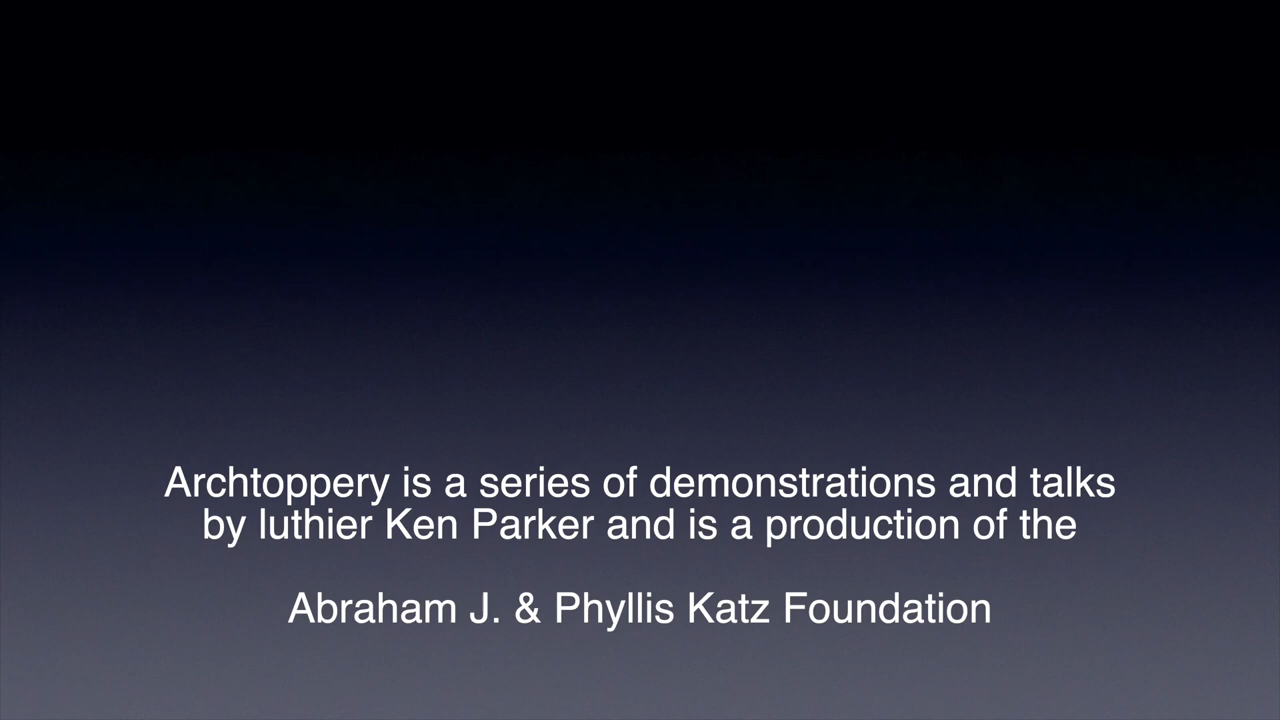 Archtoppery is a series of demonstrations and talks
by luthier Ken Parker and is a production of the
Abraham J. & Phyllis Katz Foundation